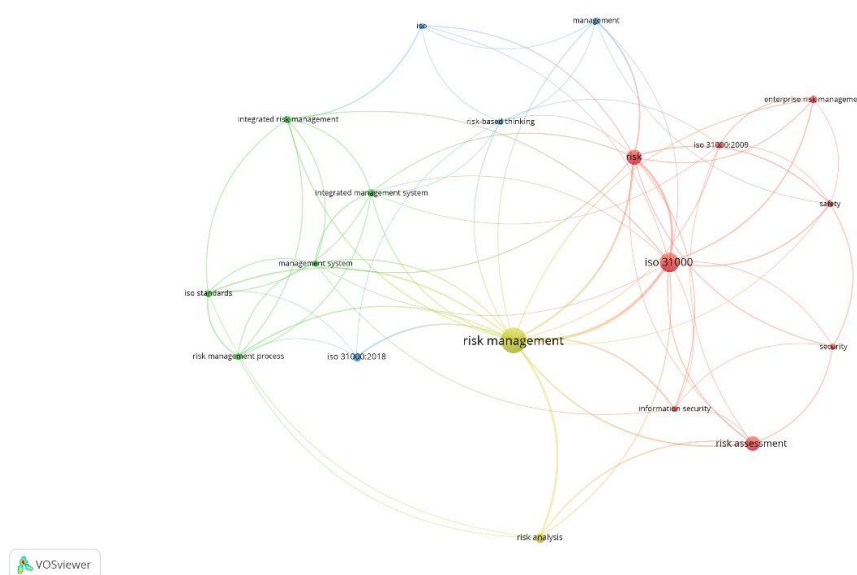 management
iso
enterprise risk manageme
integrated risk management
risk-based thinking
iso 31000:2009
risk
integrated management system
safety
management system
iso 31000
iso standards
risk management
security
risk management process
iso 31000:2018
information security
risk assessment
risk analysis
VOSviewer